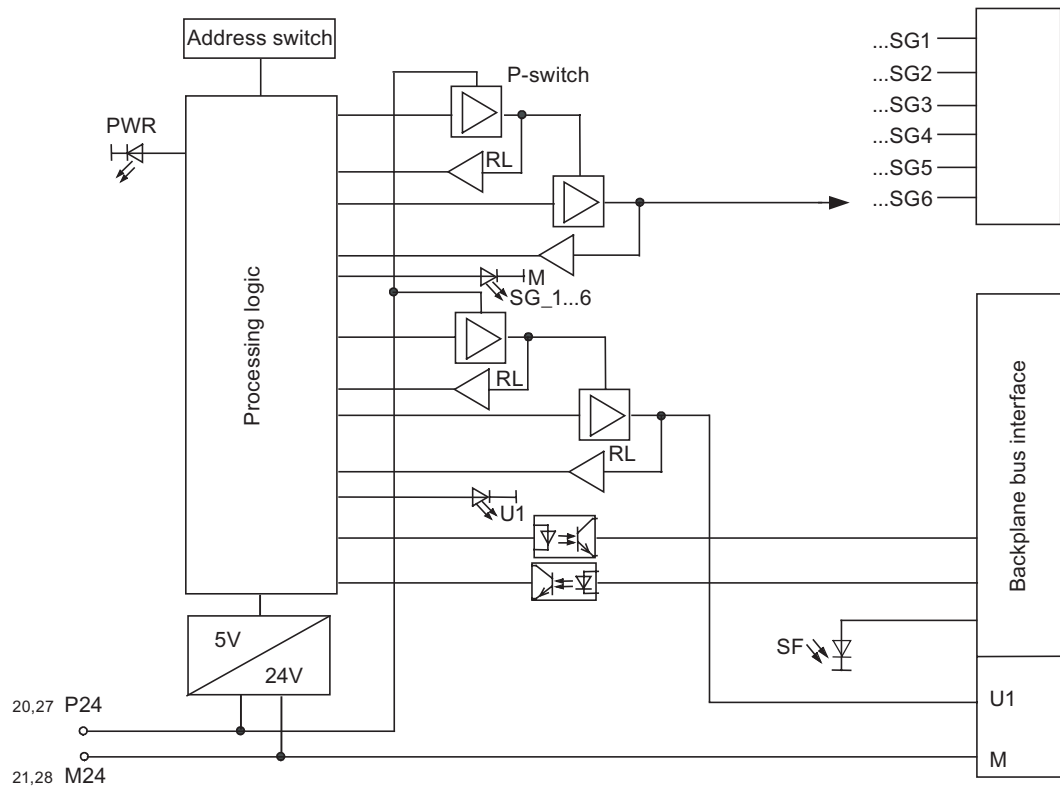 Address switch
P-switch
...SG1
...SG2
...SG3
...SG4
...SG5
...SG6
PWR
RL
M
SG_1...6
Processing logic
RL
RL
U1
Backplane bus interface
SF
5V
24V
U1
20,27 P24
M
21,28 M24